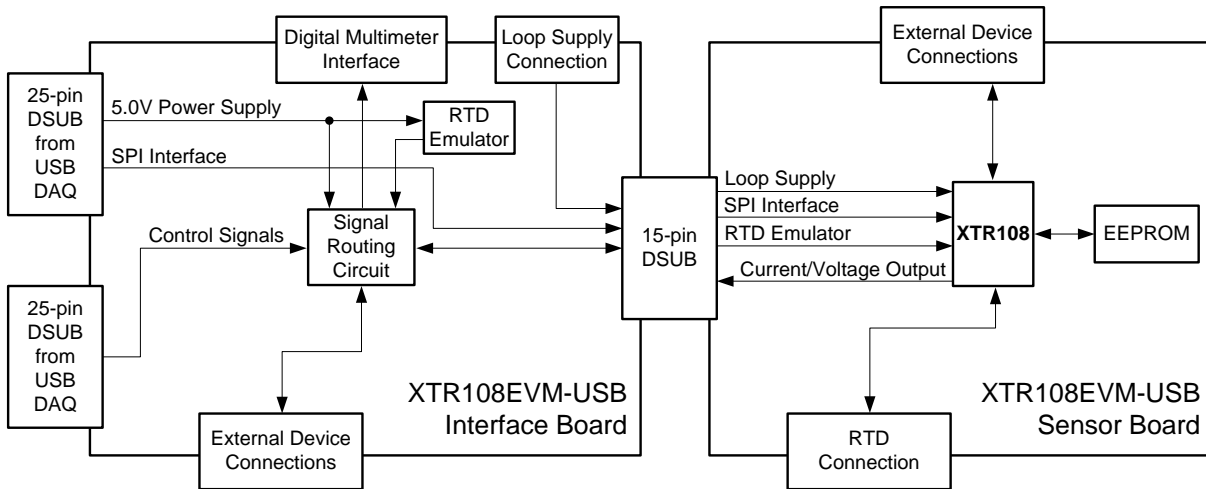 Digital Multimeter
Interface
Loop Supply
Connection
External Device
Connections
25-pin
DSUB
from
USB
DAQ
5.0V Power Supply
RTD
Emulator
SPI Interface
Control Signals
Signal
Routing
Circuit
15-pin
DSUB
Loop Supply
SPI Interface
RTD Emulator
Current/Voltage Output
XTR108
EEPROM
25-pin
DSUB
from
USB
DAQ
XTR108EVM-USB
Interface Board
XTR108EVM-USB
Sensor Board
External Device
Connections
RTD
Connection